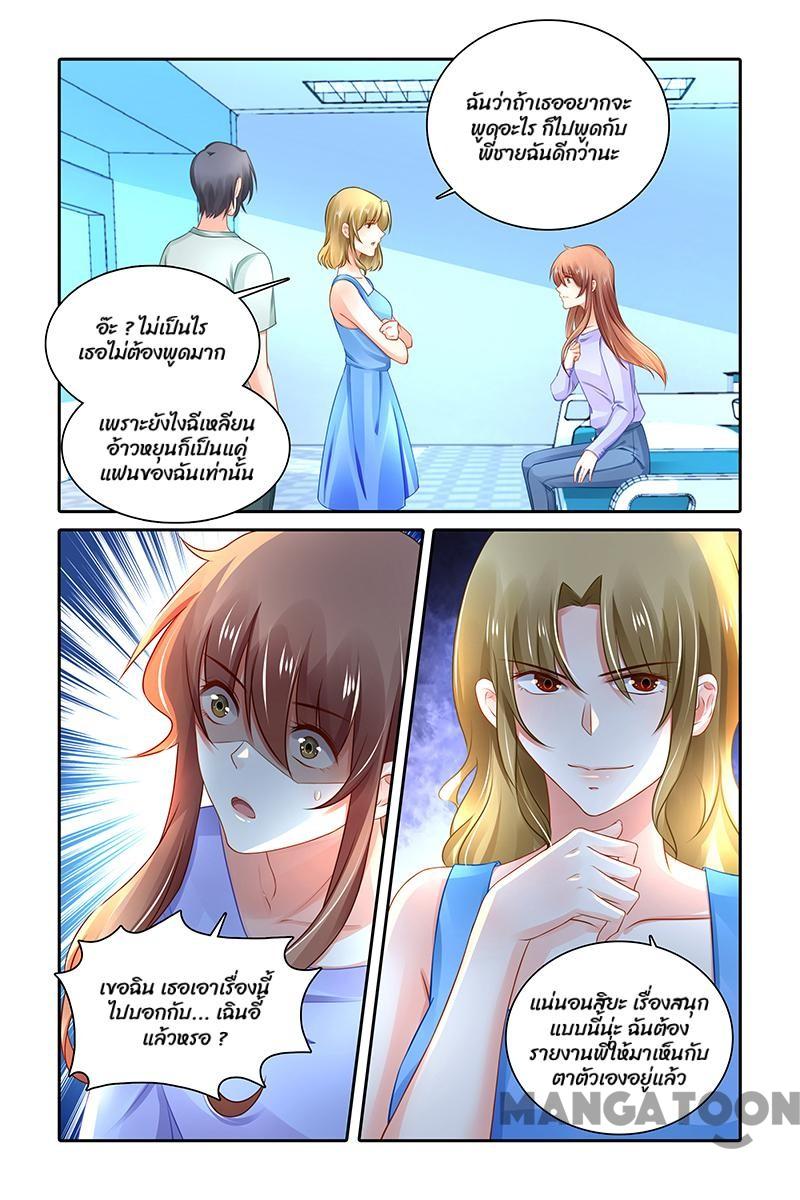 ฉันว่าถ้าเธออยากจะ
พูดอะไร ก็ไปพูดกับ
พี่ชายฉันดีกว่านะ
อ๊ะ ? ไม่เป็นไร
เธอไม่ต้องพูดมาก
เพราะยังไงฉีเหลียน
อ้าวหยุนก็เป็นแค่
แฟนของฉันเท่านั้น
เขอฉิน เธอเอาเรื่องนี้
ไปบอกกับ... เฉินอี้
แล้วหรอ ?
แน่นอนสิยะ เรื่องสนุก
แบบนี้น่ะ ฉันต้อง
รายงานพี่ให้มาเห็นกับ
ตาตัวเองอยู่แล้ว
MANGATOON